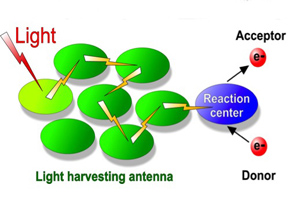 Light
Acceptor
e-
Reaction
center
e-
Light harvesting antenna
Donor